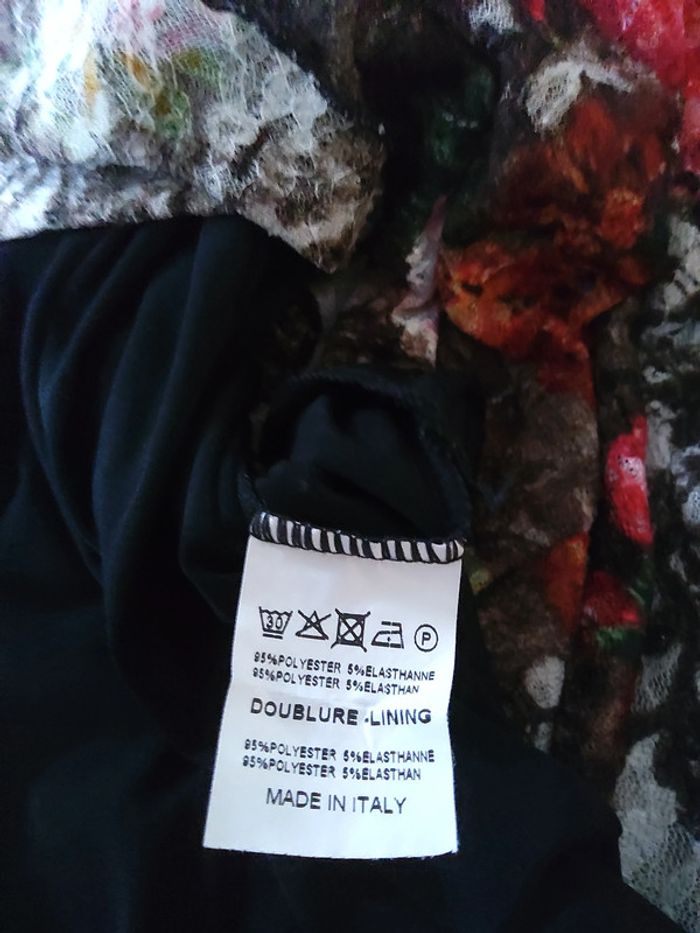 30 P
95%POLYESTER 5%ELASTHANNE
95%POLYESTER 5%ELASTHAN
DOUBLURE -LINING
95%POLYESTER 5%ELASTHANNE
95%POLYESTER 5%ELASTHAN
MADE IN ITALY